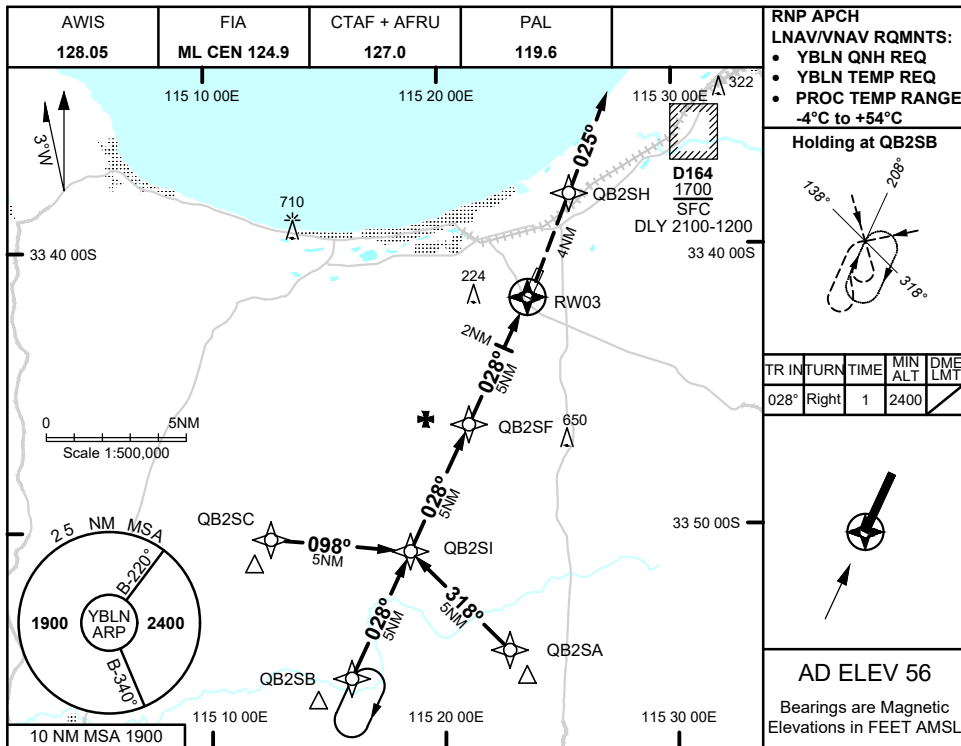 AWIS
128.05
FIA
ML CEN 124.9
CTAF + AFRU
127.0
PAL
119.6
RNP APCH
LNAV/VNAV RQMNTS:
• YBLN QNH REQ
• YBLN TEMP REQ
• PROC TEMP RANGE
-4°C to +54°C
115 10 00E
115 20 00E
115 30 00E
322
3°W
025º
QB2SH
D164
1700
SFC
DLY 2100-1200
710
33 40 00S
33 40 00S
4NM
224
RW03
2NM
028º
5NM
QB2SF
650
0
5NM
Scale 1:500,000
028º
5NM
33 50 00S
QB2SC
098º
5NM
QB2SI
318º
5NM
QB2SA
028º
5NM
QB2SB
25 NM MSA
B-220°
1900
YBLN
ARP
2400
B-340°
10 NM MSA 1900
115 10 00E
115 20 00E
115 30 00E
Holding at QB2SB
208°
138°
318°
TR IN
TURN
TIME
MIN
ALT
DME
LMT
028°
Right
1
2400
AD ELEV 56
Bearings are Magnetic
Elevations in FEET AMSL